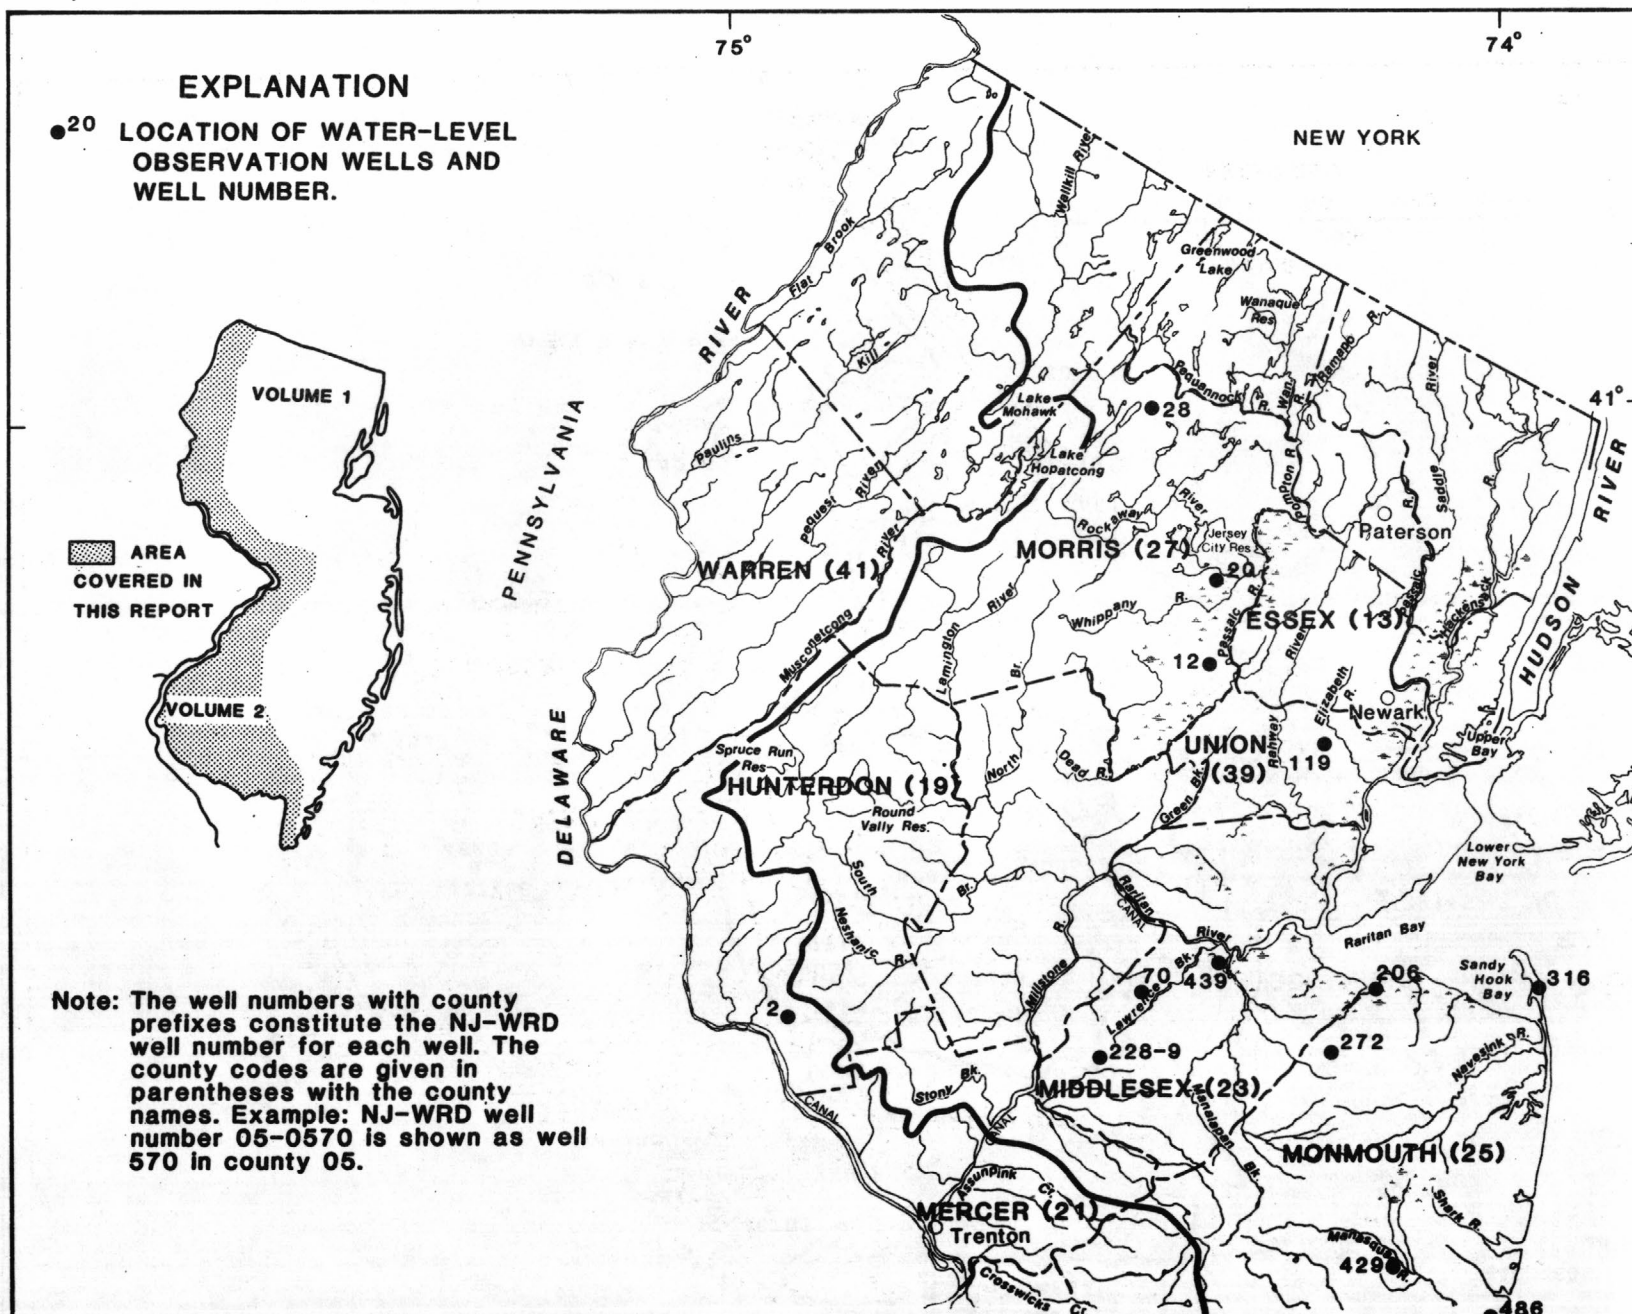 75°
74°
EXPLANATION
20 LOCATION OF WATER-LEVEL
OBSERVATION WELLS AND
WELL NUMBER.
NEW YORK
Wallkill River
Flat Brook
Greenwood
Lake
Wanaque
Res
RIVER
VOLUME 1
Kill
Ramapo R.
Pequannock R.
Wan. R.
River
41°
Lake
Mohawk
28
PENNSYLVANIA
Paulins
Lake
Hopatcong
Pequest River
Pompton R.
Saddle
R.
R.
RIVER
River
Rockaway
River
Paterson
Jersey
City Res
MORRIS (27)
AREA
COVERED IN
THIS REPORT
WARREN (41)
20
Whippany R.
Passaic R.
ESSEX (13)
Passaic
Hackensack
HUDSON
Musconetcong
Lamington River
12
River
Elizabeth R.
Newark
VOLUME 2
DELAWARE
Spruce Run
Res
North Br.
Dead R.
UNION
(39)
Rahway
119
Upper
Bay
HUNTERDON (19)
Green Bk.
Round
Vally Res.
Lower
New York
Bay
South Br.
Raritan River
CANAL
Neshanic R.
Raritan Bay
Millstone R.
Lawrence Bk.
70
439
206
Sandy
Hook
Bay
316
2
272
228-9
Navesink R.
Note: The well numbers with county
prefixes constitute the NJ-WRD
well number for each well. The
county codes are given in
parentheses with the county
names. Example: NJ-WRD well
number 05-0570 is shown as well
570 in county 05.
Stony Bk.
MIDDLESEX (23)
CANAL
CANAL
Manalapan Bk.
MONMOUTH (25)
Assunpink Cr.
MERCER (21)
Trenton
Shark R.
Manasquan R.
429
Crosswicks Cr.
486